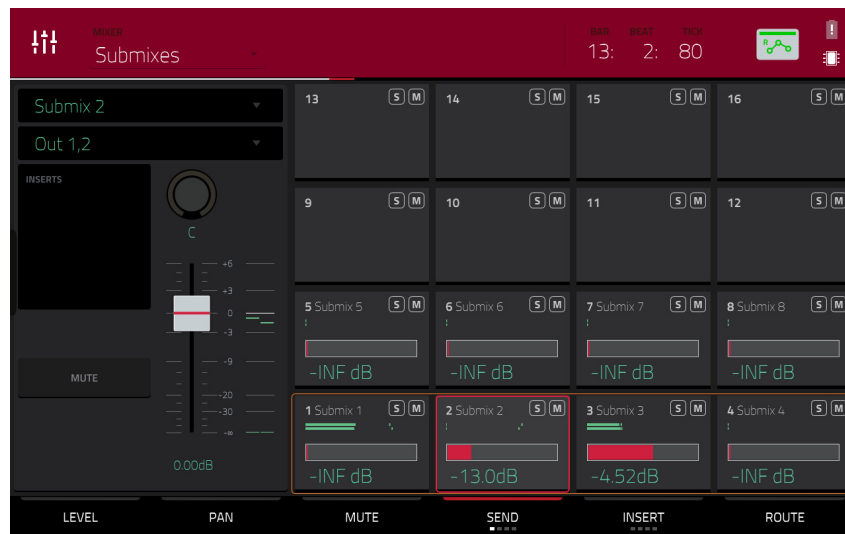 MIXER
Submixes
BAR BEAT TICK
13: 2: 80
R
!
Submix 2
Out 1,2
INSERTS
C
+6
+3
0
-3
-9
-20
-30
-∞
MUTE
0.00dB
13 S M
14 S M
15 S M
16 S M
9 S M
10 S M
11 S M
12 S M
5 Submix 5 S M
-INF dB
6 Submix 6 S M
-INF dB
7 Submix 7 S M
-INF dB
8 Submix 8 S M
-INF dB
1 Submix 1 S M
-INF dB
2 Submix 2 S M
-13.0dB
3 Submix 3 S M
-4.52dB
4 Submix 4 S M
-INF dB
LEVEL PAN MUTE SEND INSERT ROUTE